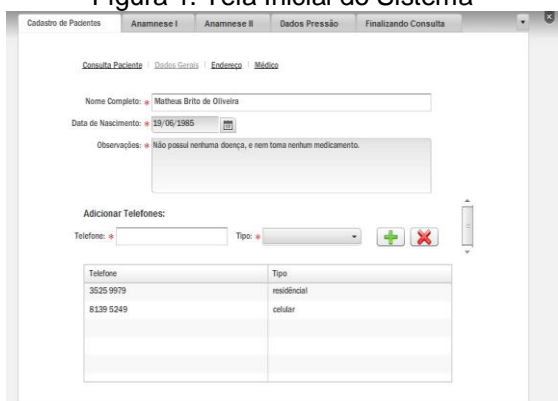 Figura 1: Tela Inicial do Sistema
Cadastro de Pacientes Anamnese I Anamnese II Dados Pressão Finalizando Consulta
Consulta Paciente Dados Gerais Endereço Médico
Nome Completo: * Matheus Brito de Oliveira
Data de Nascimento: * 19/06/1985
Observações: * Não possui nenhuma doença, e nem toma nenhum medicamento.
Adicionar Telefones:
Telefone: * Tipo: *
Telefone Tipo
3525 9979 residêncial
8139 5249 celular